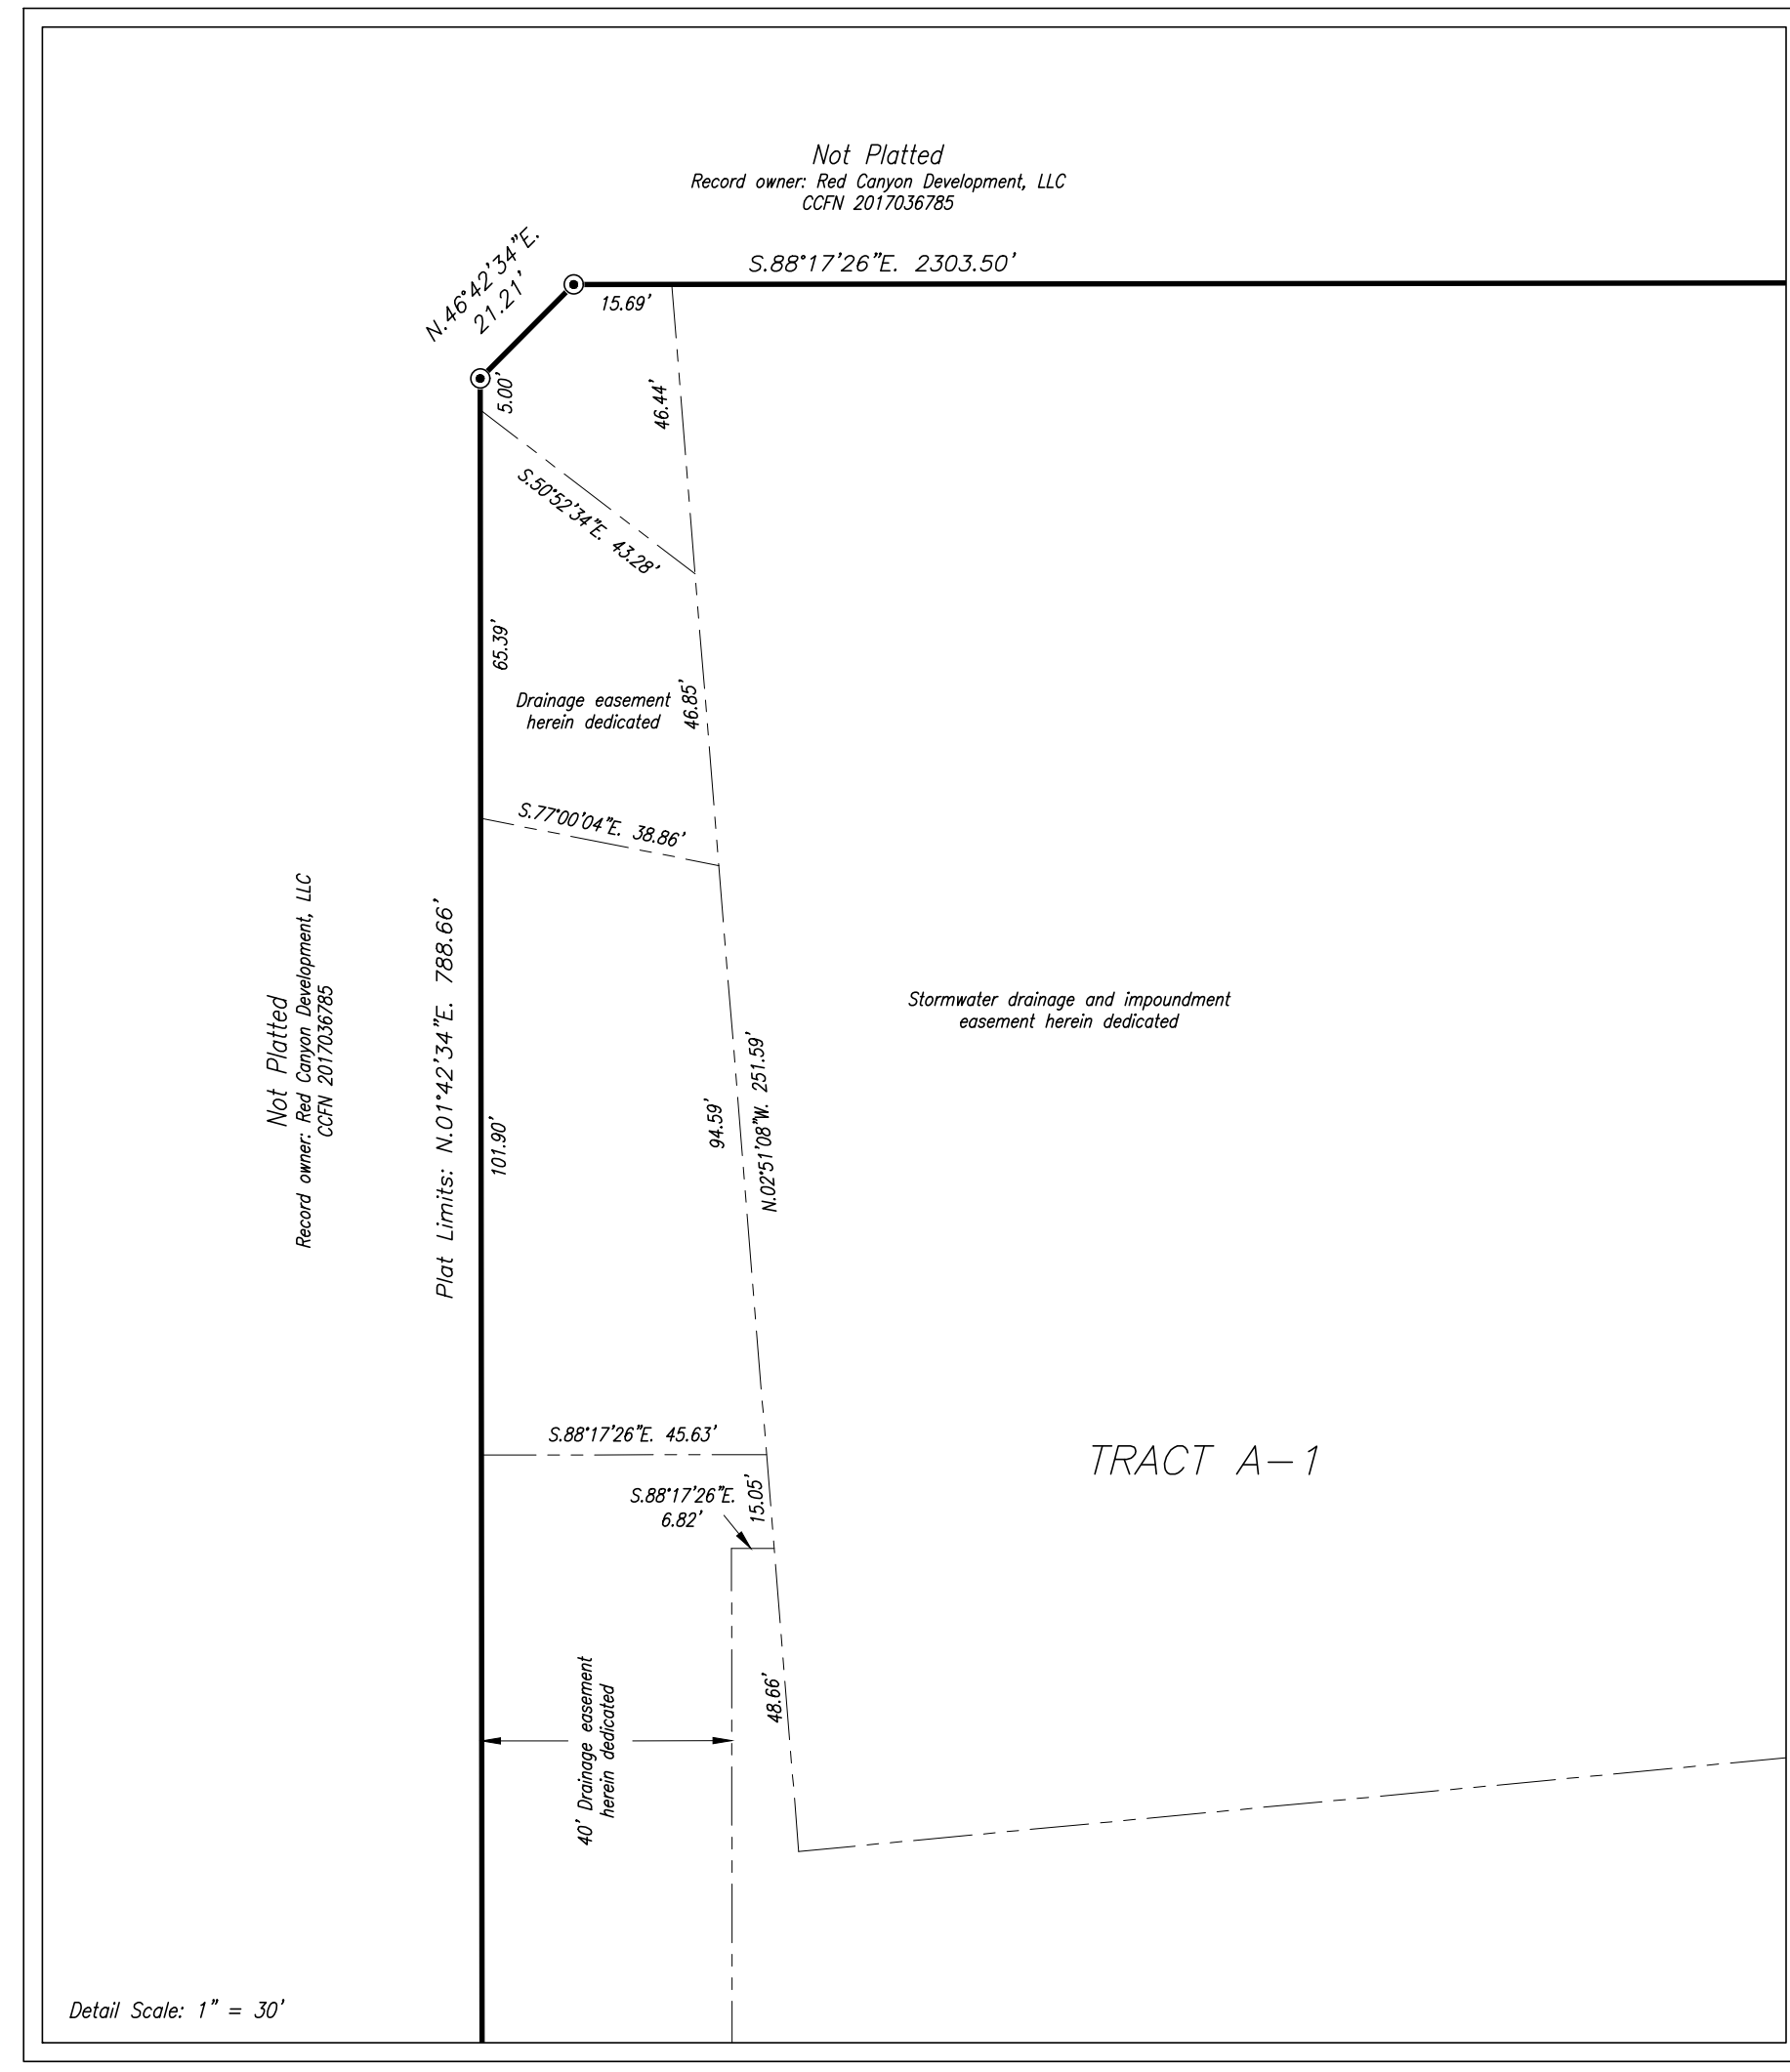 Not Platted
Record owner: Red Canyon Development, LLC
CCFN 2017036785
N.46°42'34"E.
21.21'
S.88°17'26"E. 2303.50'
15.69'
5.00'
46.44'
S.50°52'34"E. 43.28'
65.39'
Drainage easement
herein dedicated
46.85'
S.77°00'04"E. 38.86'
Not Platted
Record owner: Red Canyon Development, LLC
CCFN 2017036785
Plat Limits: N.01°42'34"E. 788.66'
101.90'
94.59'
N.02°51'08"W. 251.59'
Stormwater drainage and impoundment
easement herein dedicated
S.88°17'26"E. 45.63'
TRACT A-1
S.88°17'26"E.
6.82'
15.05'
40' Drainage easement
herein dedicated
48.66'
Detail Scale: 1" = 30'